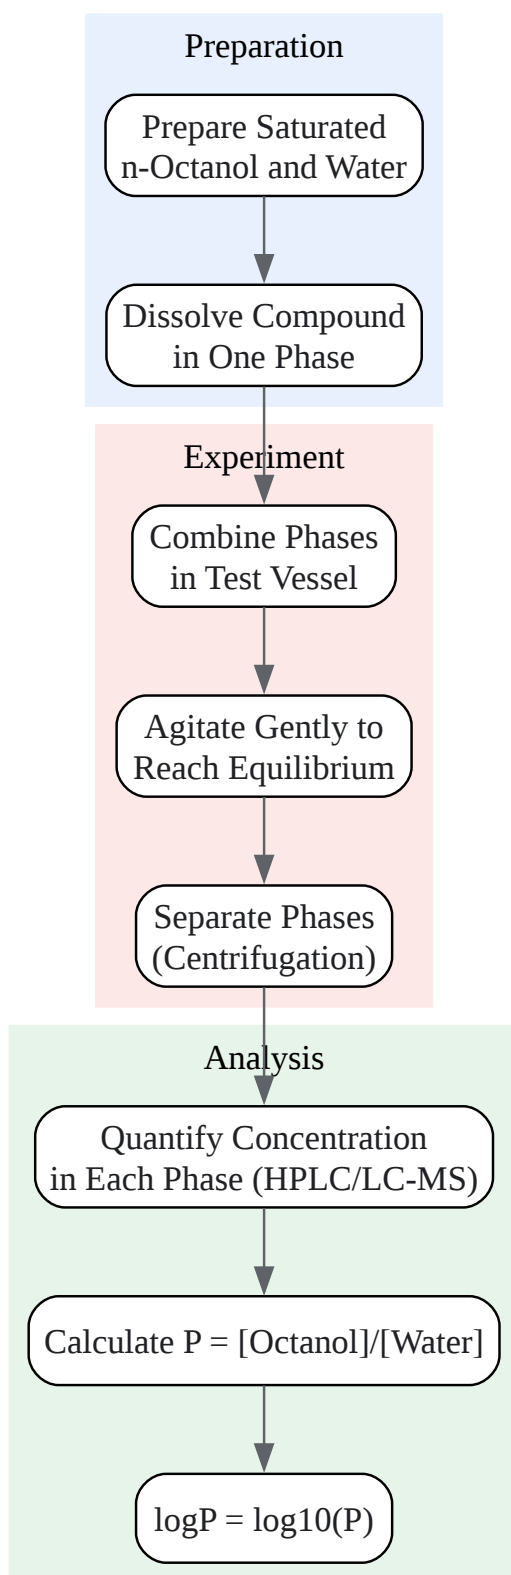 Preparation
Prepare Saturated
n-Octanol and Water
Dissolve Compound
in One Phase
Experiment
Combine Phases
in Test Vessel
Agitate Gently to
Reach Equilibrium
Separate Phases
(Centrifugation)
Analysis
Quantify Concentration
in Each Phase (HPLC/LC-MS)
Calculate P = [Octanol]/[Water]
logP = log10(P)